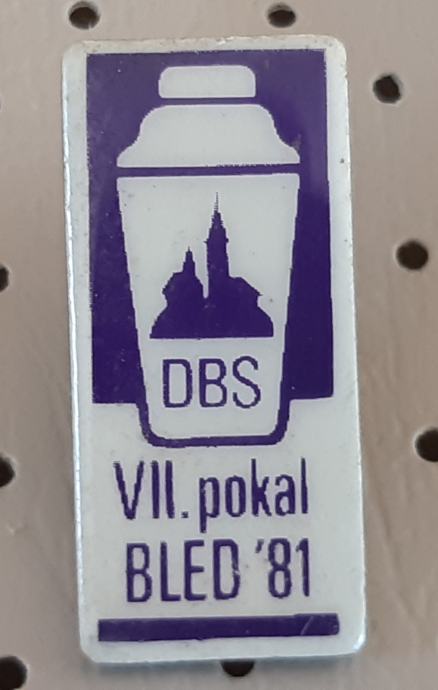 DBS
VII. pokal
BLED '81